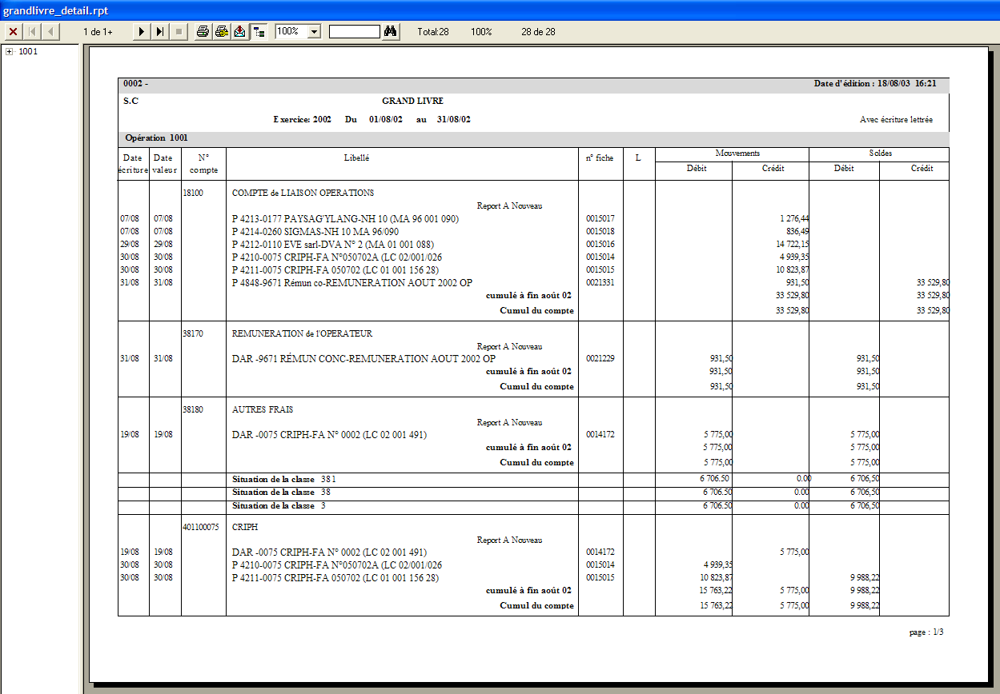 grandlivre_detail.rpt
1 de 1+ 100% Total:28 100% 28 de 28
1001
0002 - Date d'édition : 18/08/03 16:21
S.C GRAND LIVRE
Exercice: 2002 Du 01/08/02 au 31/08/02 Avec écriture lettrée
Opération 1001
Date écriture Date valeur N° compte Libellé n° fiche L Mouvements Soldes
Débit Crédit Débit Crédit
18100 COMPTE de LIAISON OPERATIONS
Report A Nouveau
07/08 07/08 P 4213-0177 PAYSAG'YLANG-NH 10 (MA 96 001 090) 0015017 1 276,44
07/08 07/08 P 4214-0260 SIGMAS-NH 10 MA 96/090 0015018 836,49
29/08 29/08 P 4212-0110 EVE sarl-DVA N° 2 (MA 01 001 088) 0015016 14 722,15
30/08 30/08 P 4210-0075 CRIPH-FA N°050702A (LC 02/001/026 0015014 4 939,35
30/08 30/08 P 4211-0075 CRIPH-FA 050702 (LC 01 001 156 28) 0015015 10 823,87
31/08 31/08 P 4848-9671 Rémun co-REMUNERATION AOUT 2002 OP 0021331 931,50 33 529,80
cumulé à fin août 02 33 529,80 33 529,80
Cumul du compte 33 529,80 33 529,80
38170 REMUNERATION de l'OPERATEUR
Report A Nouveau
31/08 31/08 DAR -9671 RÉMUN CONC-REMUNERATION AOUT 2002 OP 0021229 931,50 931,50
cumulé à fin août 02 931,50 931,50
Cumul du compte 931,50 931,50
38180 AUTRES FRAIS
Report A Nouveau
19/08 19/08 DAR -0075 CRIPH-FA N° 0002 (LC 02 001 491) 0014172 5 775,00 5 775,00
cumulé à fin août 02 5 775,00 5 775,00
Cumul du compte 5 775,00 5 775,00
Situation de la classe 381 6 706.50 0.00 6 706,50
Situation de la classe 38 6 706.50 0.00 6 706,50
Situation de la classe 3 6 706.50 0.00 6 706,50
401100075 CRIPH
Report A Nouveau
19/08 19/08 DAR -0075 CRIPH-FA N° 0002 (LC 02 001 491) 0014172 5 775,00
30/08 30/08 P 4210-0075 CRIPH-FA N°050702A (LC 02/001/026 0015014 4 939,35
30/08 30/08 P 4211-0075 CRIPH-FA 050702 (LC 01 001 156 28) 0015015 10 823,87 9 988,22
cumulé à fin août 02 15 763,22 5 775,00 9 988,22
Cumul du compte 15 763,22 5 775,00 9 988,22
page : 1/3